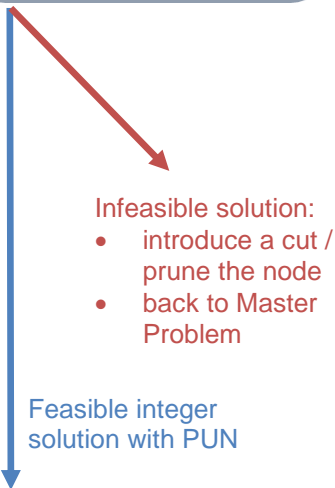 Infeasible solution:
• introduce a cut /
prune the node
• back to Master
Problem
Feasible integer
solution with PUN